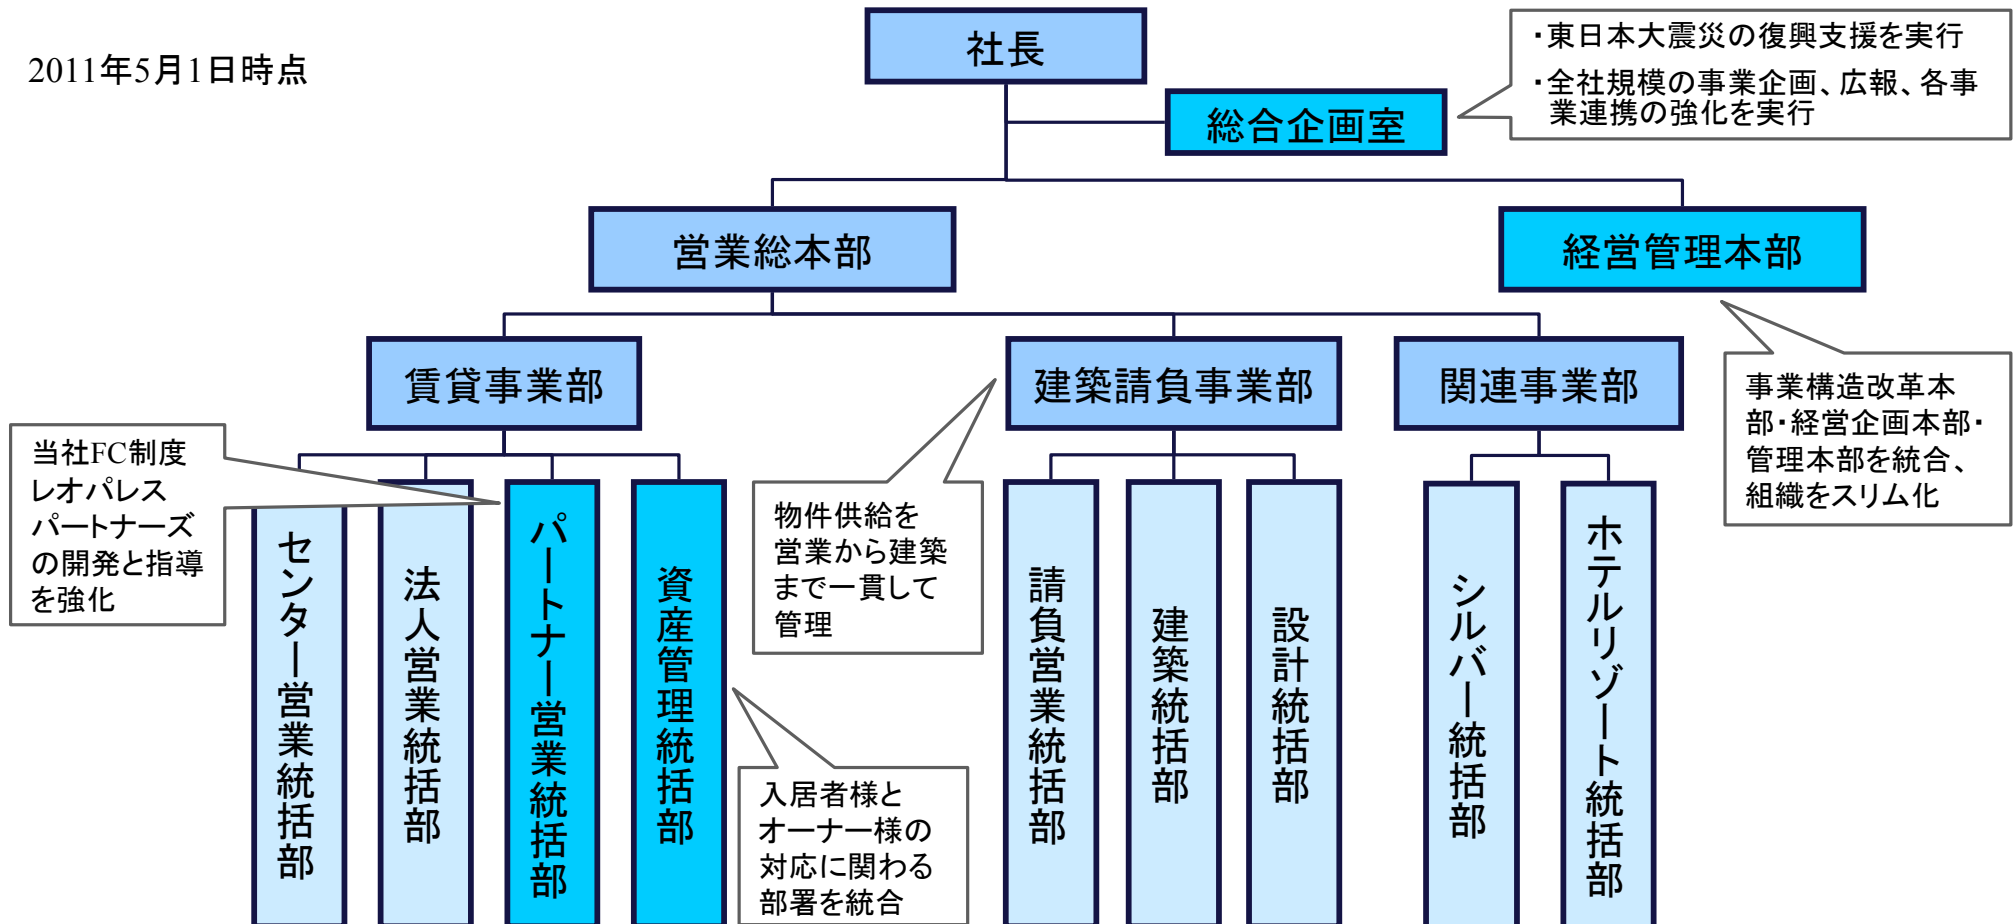 2011年5月1日時点
社長
・東日本大震災の復興支援を実行
・全社規模の事業企画、広報、各事
業連携の強化を実行
総合企画室
営業総本部
経営管理本部
賃貸事業部
建築請負事業部
関連事業部
事業構造改革本
部・経営企画本部・
管理本部を統合、
組織をスリム化
当社FC制度
レオパレス
パートナーズ
の開発と指導
を強化
物件供給を
営業から建築
まで一貫して
管理
センター営業統括部
法人営業統括部
パートナー営業統括部
資産管理統括部
入居者様と
オーナー様の
対応に関わる
部署を統合
請負営業統括部
建築統括部
設計統括部
シルバー統括部
ホテルリゾート統括部